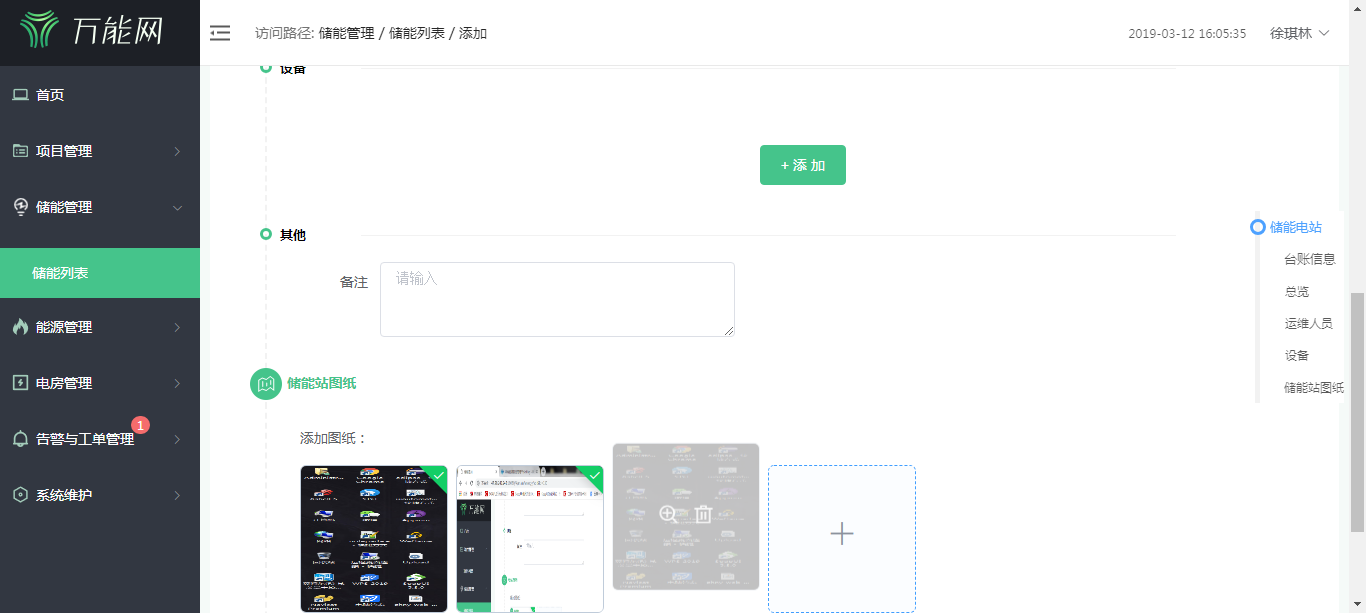 万能网
访问路径: 储能管理 / 储能列表 / 添加
2019-03-12 16:05:35
徐琪林
首页
项目管理
储能管理
储能列表
能源管理
电房管理
告警与工单管理
1
系统维护
设备
+ 添 加
其他
备注
请输入
储能站图纸
添加图纸：
储能电站
台账信息
总览
运维人员
设备
储能站图纸